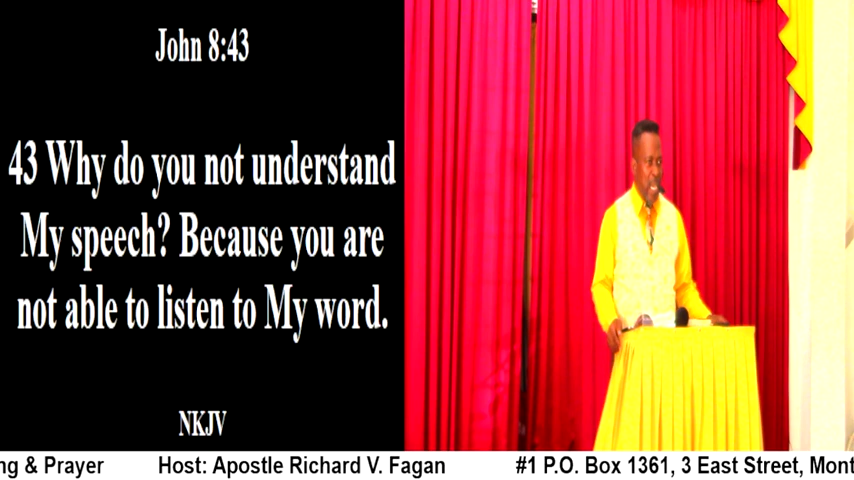 John 8:43
43 Why do you not understand
My speech? Because you are
not able to listen to My word.
NKJV
ng & Prayer Host: Apostle Richard V. Fagan #1 P.O. Box 1361, 3 East Street, Mont